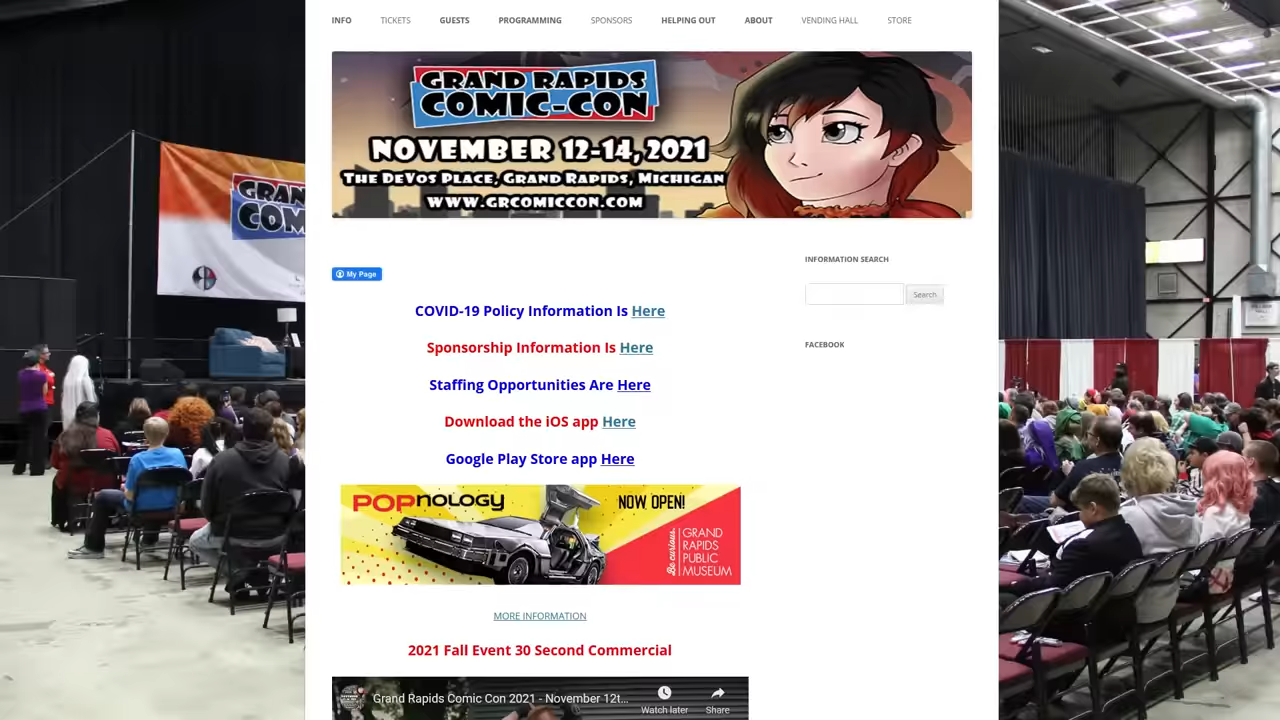 INFO TICKETS GUESTS PROGRAMMING SPONSORS HELPING OUT ABOUT VENDING HALL STORE
GRAND RAPIDS
COMIC-CON
NOVEMBER 12-14, 2021
THE DEVOS PLACE, GRAND RAPIDS, MICHIGAN
WWW.GRCOMICCON.COM
GRAN
COM
My Page
INFORMATION SEARCH
Search
FACEBOOK
COVID-19 Policy Information Is Here
Sponsorship Information Is Here
Staffing Opportunities Are Here
Download the iOS app Here
Google Play Store app Here
POPNOLOGY
NOW OPEN!
Be curious.
GRAND
RAPIDS
PUBLIC
MUSEUM
MORE INFORMATION
2021 Fall Event 30 Second Commercial
Grand Rapids Comic Con 2021 - November 12t...
Watch later
Share